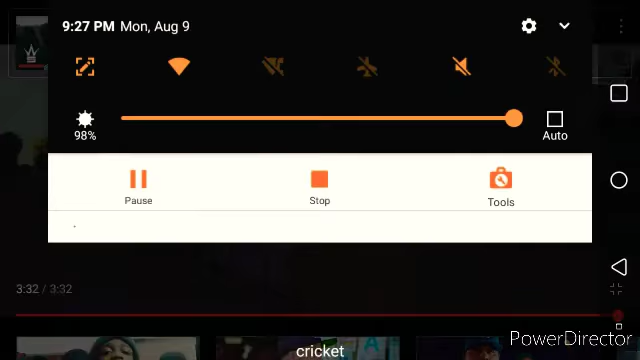 9:27 PM Mon, Aug 9
98%
Auto
Pause
Stop
Tools
3:32 / 3:32
cricket
PowerDirector